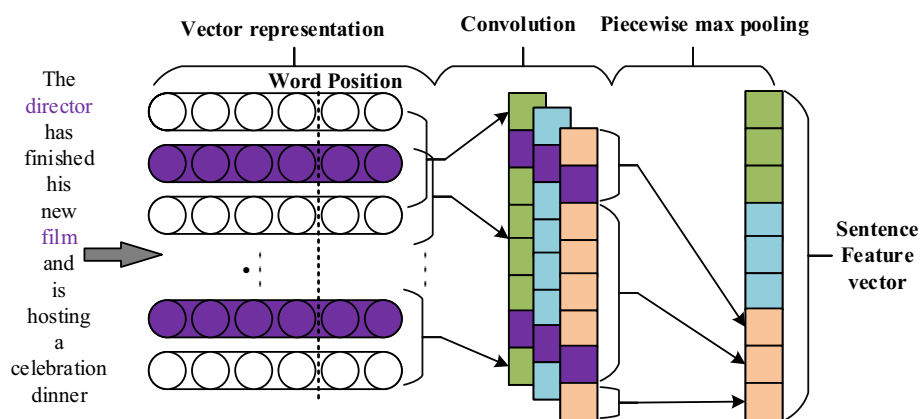 Vector representation
Convolution
Piecewise max pooling
Word Position
The
director
has
finished
his
new
film
and
is
hosting
a
celebration
dinner
Sentence
Feature
vector